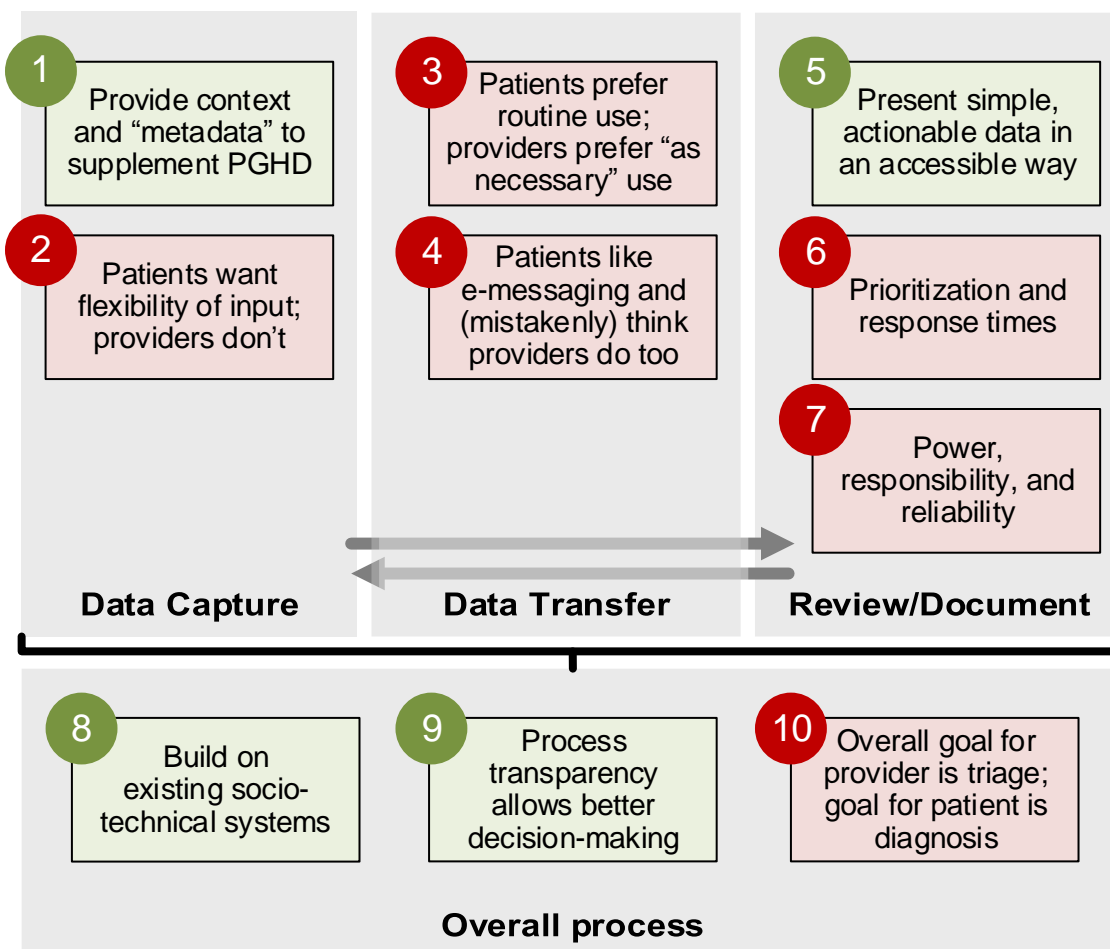 1
Provide context
and “metadata” to
supplement PGHD
2
Patients want
flexibility of input;
providers don’t
Data Capture
3
Patients prefer
routine use;
providers prefer “as
necessary” use
4
Patients like
e-messaging and
(mistakenly) think
providers do too
Data Transfer
5
Present simple,
actionable data in
an accessible way
6
Prioritization and
response times
7
Power,
responsibility, and
reliability
Review/Document
8
Build on
existing socio-
technical systems
9
Process
transparency
allows better
decision-making
10
Overall goal for
provider is triage;
goal for patient is
diagnosis
Overall process